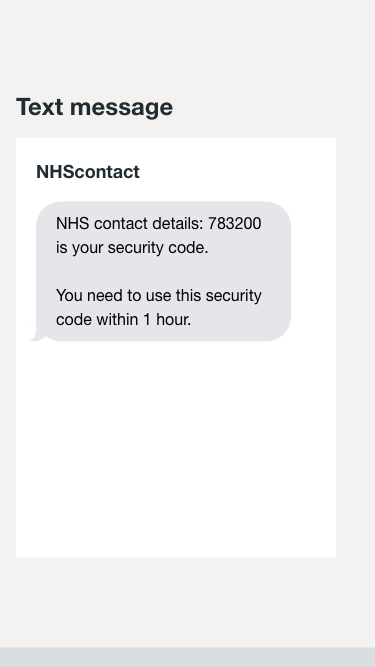 Text message
NHScontact
NHS contact details: 783200
is your security code.
You need to use this security
code within 1 hour.